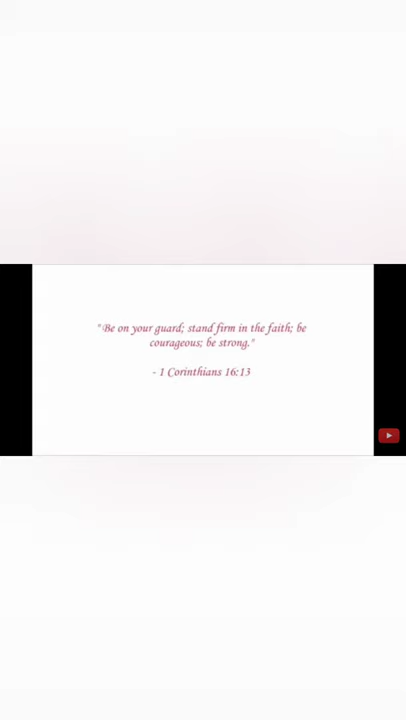 "Be on your guard; stand firm in the faith; be
courageous; be strong."
- 1 Corinthians 16:13